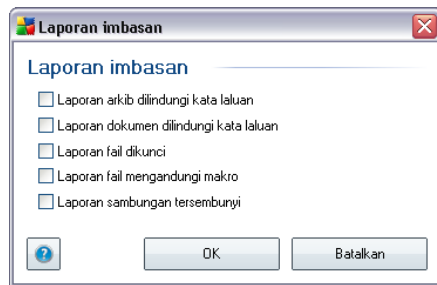 Laporan imbasan
Laporan imbasan
Laporan arkib dilindungi kata laluan
Laporan dokumen dilindungi kata laluan
Laporan fail dikunci
Laporan fail mengandungi makro
Laporan sambungan tersembunyi
?
OK
Batalkan